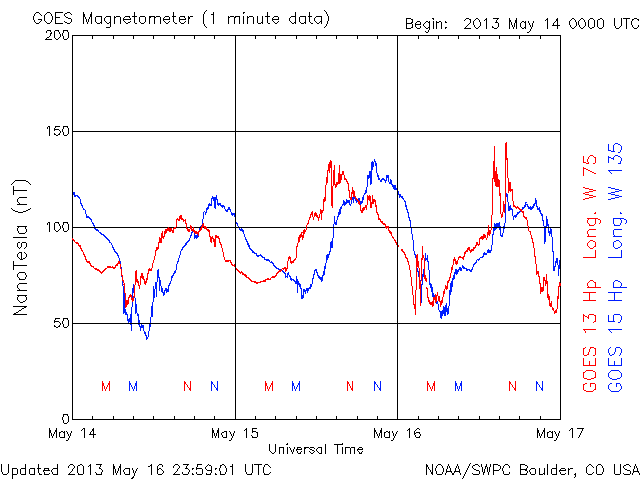 GOES Magnetometer (1 minute data)
Begin: 2013 May 14 0000 UTC
200
150
100
50
0
NanoTesla (nT)
M M N N M M N N M M N N
May 14 May 15 May 16 May 17
Universal Time
GOES 13 Hp Long. W 75
GOES 15 Hp Long. W 135
Updated 2013 May 16 23:59:01 UTC
NOAA/SWPC Boulder, CO USA